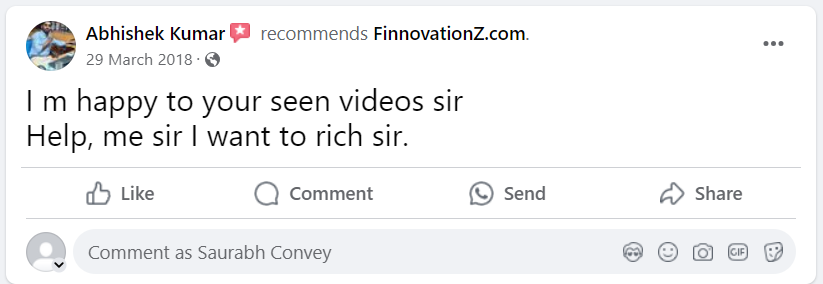 Abhishek Kumar recommends FinnovationZ.com.
29 March 2018 ·
I m happy to your seen videos sir
Help, me sir I want to rich sir.
Like Comment Send Share
Comment as Saurabh Convey
GIF